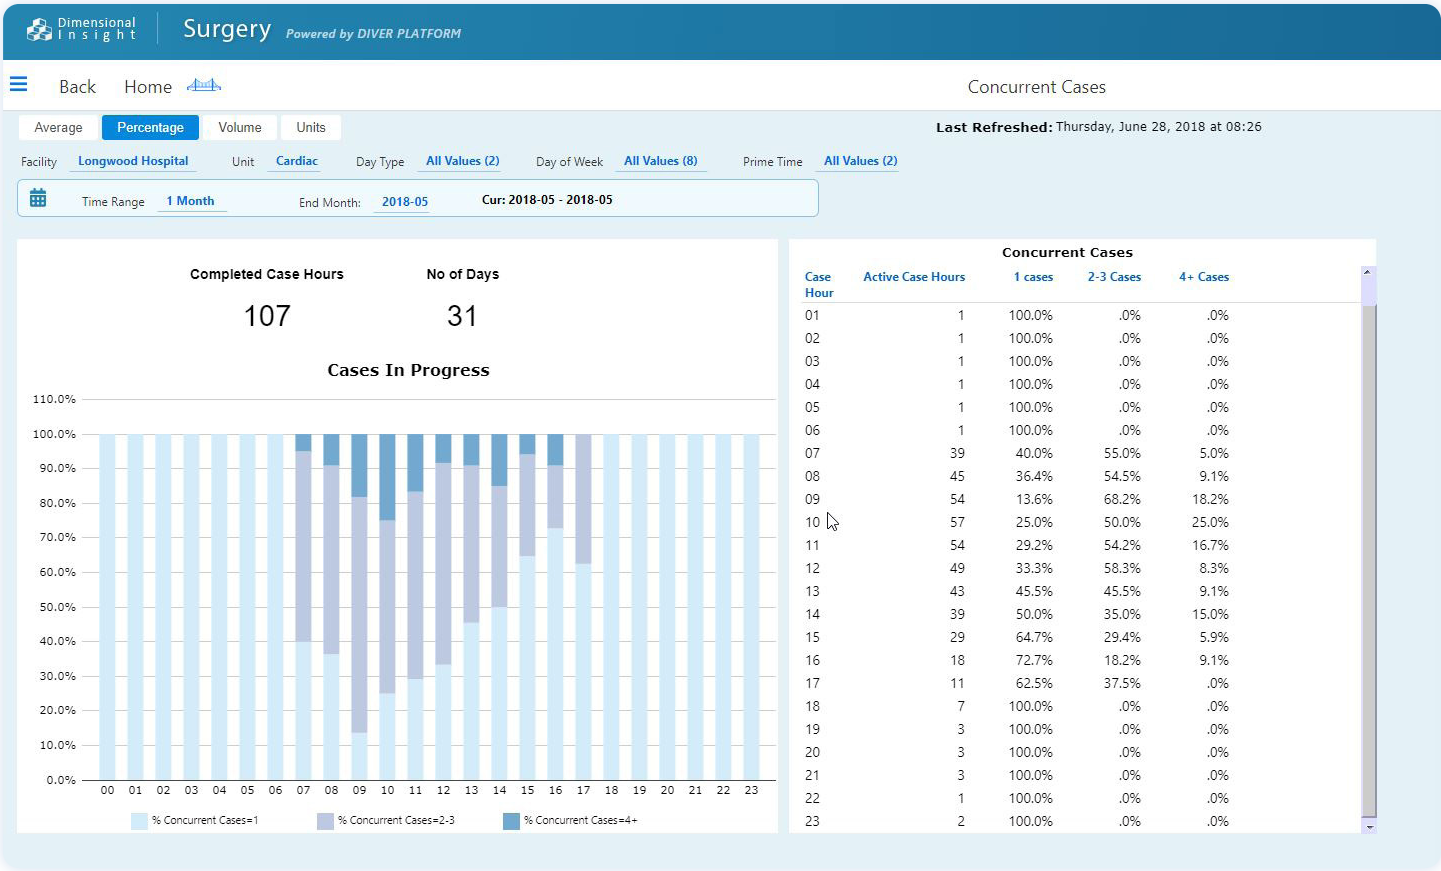 Dimensional
Insight
Surgery Powered by DIVER PLATFORM
Back Home Concurrent Cases
Average Percentage Volume Units
Last Refreshed: Thursday, June 28, 2018 at 08:26
Facility Longwood Hospital Unit Cardiac Day Type All Values (2) Day of Week All Values (8) Prime Time All Values (2)
Time Range 1 Month End Month: 2018-05 Cur: 2018-05 - 2018-05
Completed Case Hours No of Days
107 31
Cases In Progress
110.0%
100.0%
90.0%
80.0%
70.0%
60.0%
50.0%
40.0%
30.0%
20.0%
10.0%
0.0%
00 01 02 03 04 05 06 07 08 09 10 11 12 13 14 15 16 17 18 19 20 21 22 23
% Concurrent Cases=1 % Concurrent Cases=2-3 % Concurrent Cases=4+
Concurrent Cases
Case Hour Active Case Hours 1 cases 2-3 Cases 4+ Cases
01 1 100.0% .0% .0%
02 1 100.0% .0% .0%
03 1 100.0% .0% .0%
04 1 100.0% .0% .0%
05 1 100.0% .0% .0%
06 1 100.0% .0% .0%
07 39 40.0% 55.0% 5.0%
08 45 36.4% 54.5% 9.1%
09 54 13.6% 68.2% 18.2%
10 57 25.0% 50.0% 25.0%
11 54 29.2% 54.2% 16.7%
12 49 33.3% 58.3% 8.3%
13 43 45.5% 45.5% 9.1%
14 39 50.0% 35.0% 15.0%
15 29 64.7% 29.4% 5.9%
16 18 72.7% 18.2% 9.1%
17 11 62.5% 37.5% .0%
18 7 100.0% .0% .0%
19 3 100.0% .0% .0%
20 3 100.0% .0% .0%
21 3 100.0% .0% .0%
22 1 100.0% .0% .0%
23 2 100.0% .0% .0%